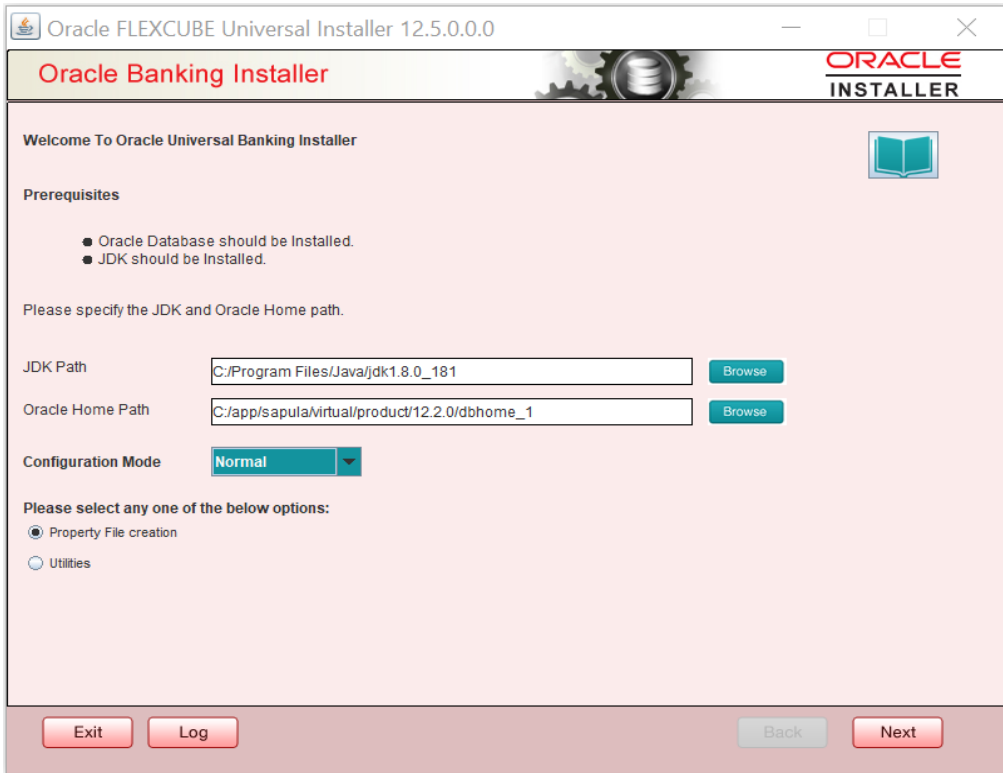 Oracle FLEXCUBE Universal Installer 12.5.0.0.0
Oracle Banking Installer
ORACLE
INSTALLER
Welcome To Oracle Universal Banking Installer
Prerequisites
Oracle Database should be Installed.
JDK should be Installed.
Please specify the JDK and Oracle Home path.
JDK Path
C:/Program Files/Java/jdk1.8.0_181
Browse
Oracle Home Path
C:/app/sapula/virtual/product/12.2.0/dbhome_1
Browse
Configuration Mode
Normal
Please select any one of the below options:
Property File creation
Utilities
Exit
Log
Back
Next